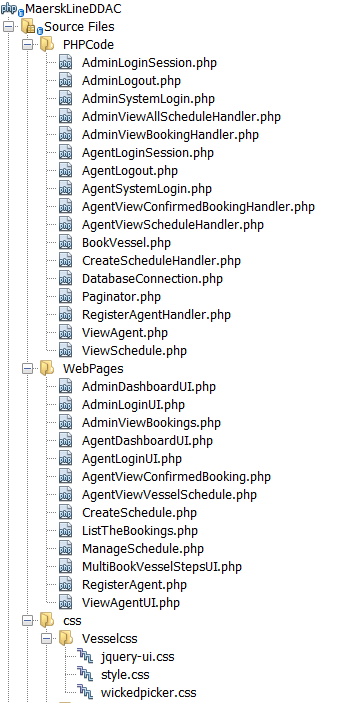 MaerskLineDDAC
Source Files
PHPCode
AdminLoginSession.php
AdminLogout.php
AdminSystemLogin.php
AdminViewAllScheduleHandler.php
AdminViewBookingHandler.php
AgentLoginSession.php
AgentLogout.php
AgentSystemLogin.php
AgentViewConfirmedBookingHandler.php
AgentViewScheduleHandler.php
BookVessel.php
CreateScheduleHandler.php
DatabaseConnection.php
Paginator.php
RegisterAgentHandler.php
ViewAgent.php
ViewSchedule.php
WebPages
AdminDashboardUI.php
AdminLoginUI.php
AdminViewBookings.php
AgentDashboardUI.php
AgentLoginUI.php
AgentViewConfirmedBooking.php
AgentViewVesselSchedule.php
CreateSchedule.php
ListTheBookings.php
ManageSchedule.php
MultiBookVesselStepsUI.php
RegisterAgent.php
ViewAgentUI.php
css
Vesselcss
jquery-ui.css
style.css
wickedpicker.css